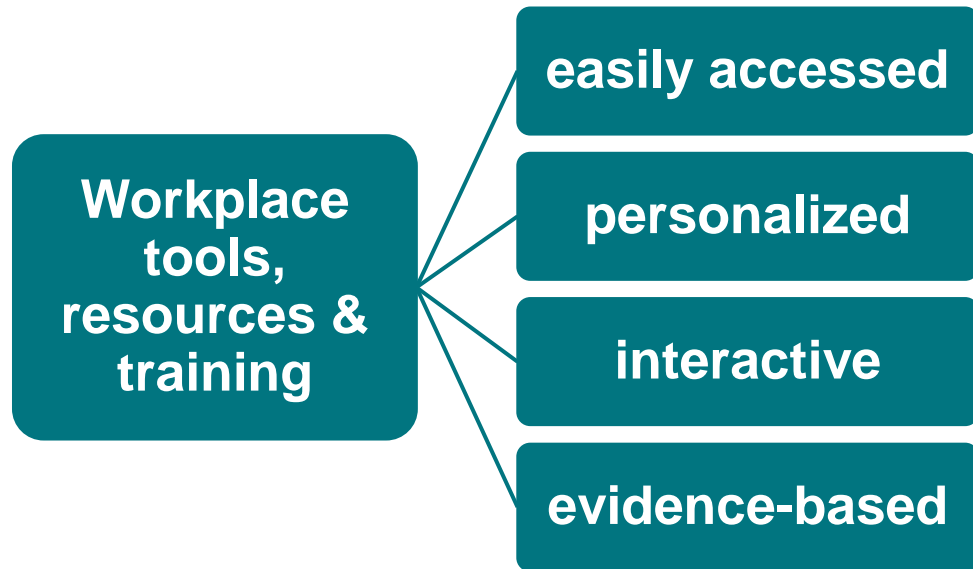 Workplace
tools,
resources &
training
easily accessed
personalized
interactive
evidence-based